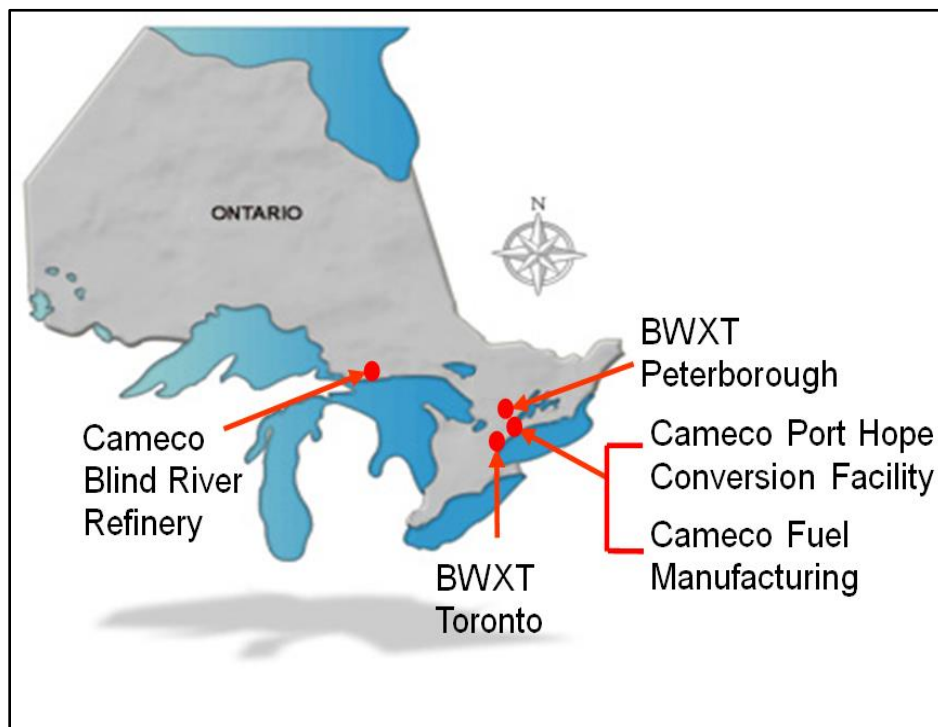 ONTARIO
N
BWXT
Peterborough
Cameco
Blind River
Refinery
Cameco Port Hope
Conversion Facility
Cameco Fuel
Manufacturing
BWXT
Toronto